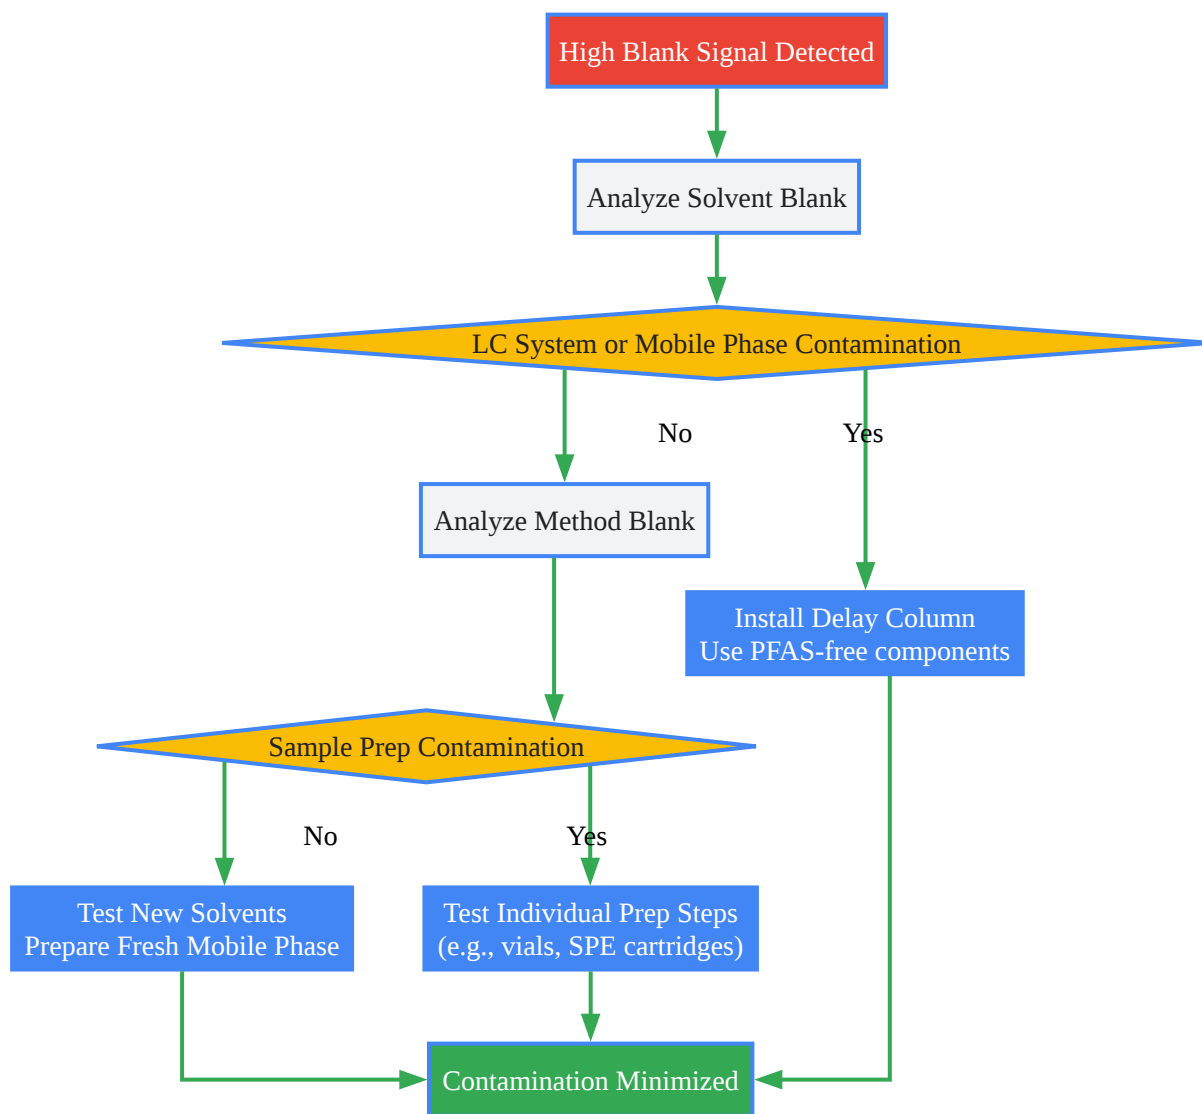 High Blank Signal Detected
Analyze Solvent Blank
LC System or Mobile Phase Contamination
No
Yes
Analyze Method Blank
Install Delay Column
Use PFAS-free components
Sample Prep Contamination
No
Yes
Test New Solvents
Prepare Fresh Mobile Phase
Test Individual Prep Steps
(e.g., vials, SPE cartridges)
Contamination Minimized